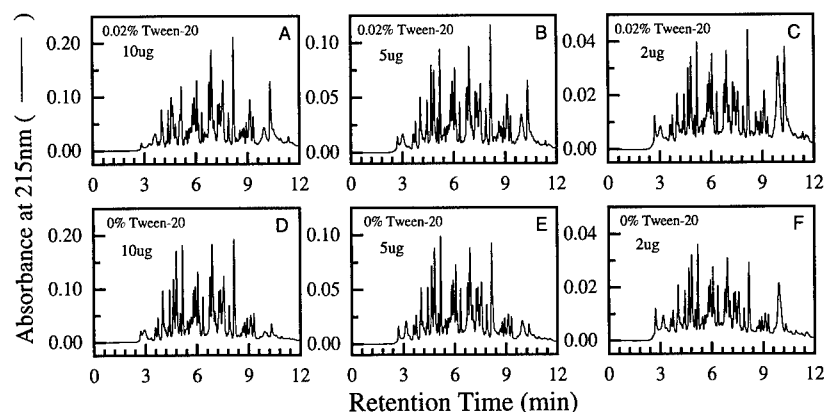 Absorbance at 215nm (——)
0.02% Tween-20 A
10ug
0.20
0.10
0.00
0 3 6 9 12
0.02% Tween-20 B
5ug
0.10
0.05
0.00
0 3 6 9 12
0.02% Tween-20 C
2ug
0.04
0.02
0.00
0 3 6 9 12
0% Tween-20 D
10ug
0.20
0.10
0.00
0 3 6 9 12
0% Tween-20 E
5ug
0.10
0.05
0.00
0 3 6 9 12
0% Tween-20 F
2ug
0.04
0.02
0.00
0 3 6 9 12
Retention Time (min)